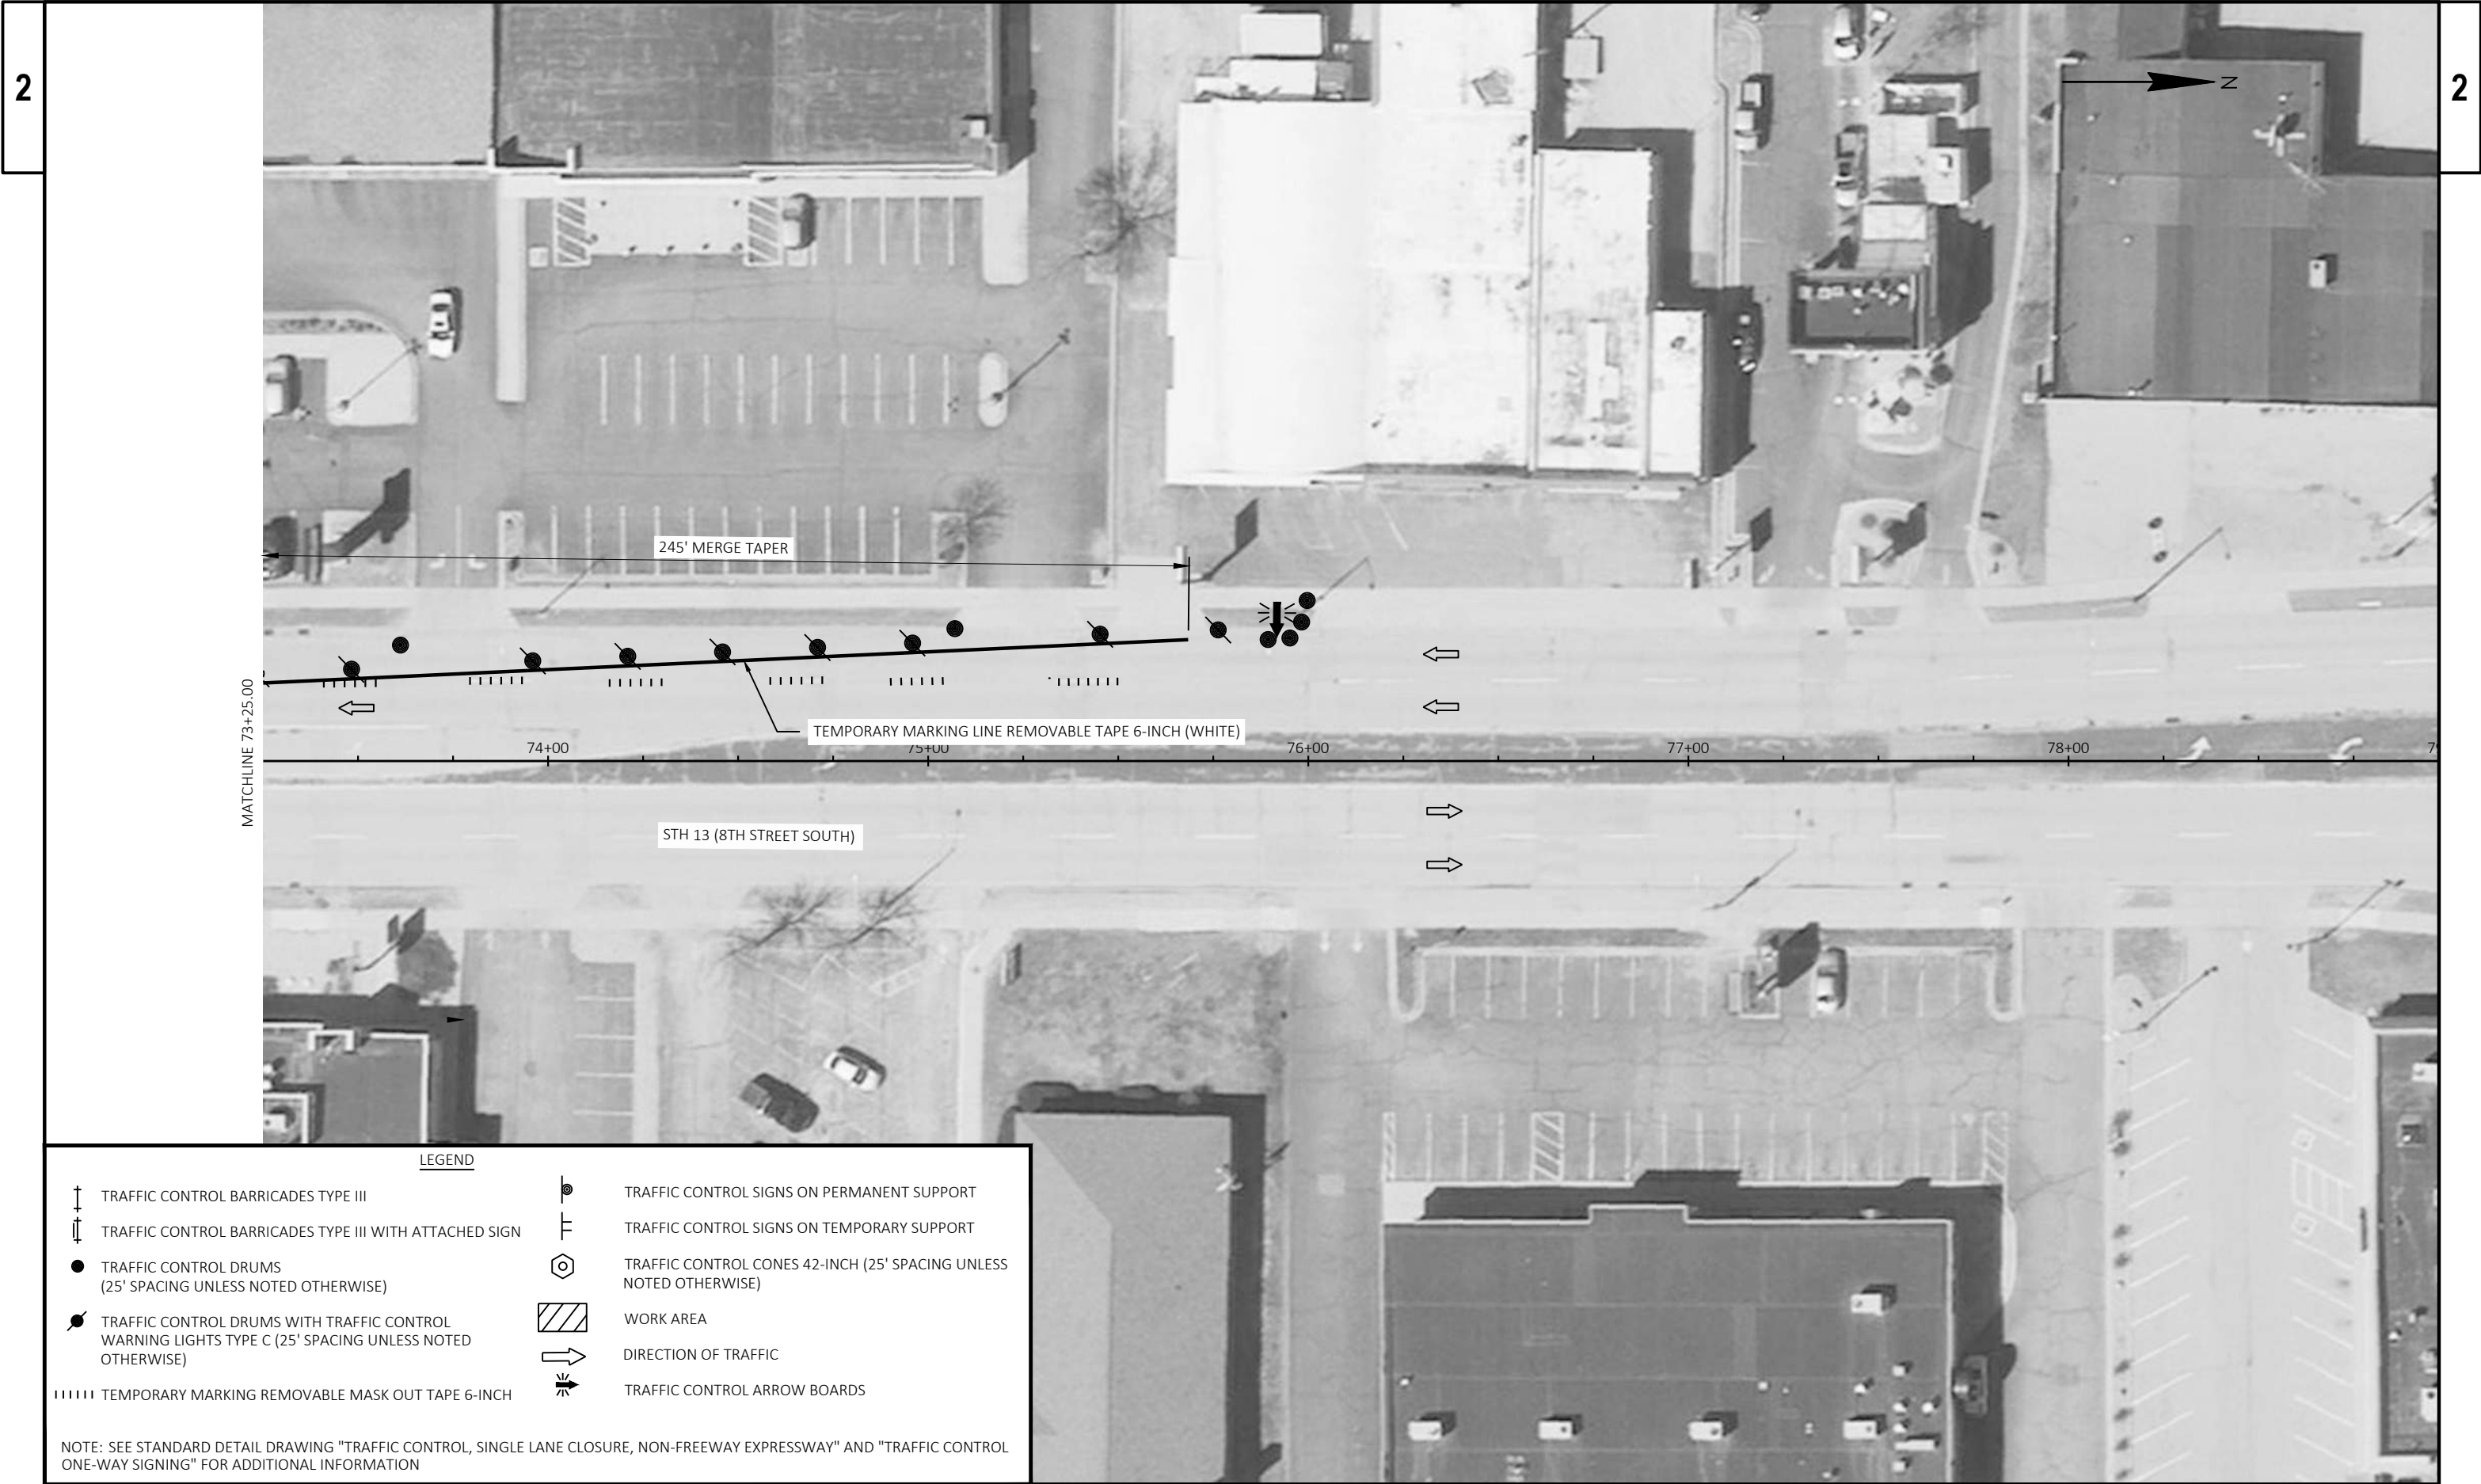 2
2
N
245' MERGE TAPER
MATCHLINE 73+25.00
TEMPORARY MARKING LINE REMOVABLE TAPE 6-INCH (WHITE)
74+00
75+00
76+00
77+00
78+00
STH 13 (8TH STREET SOUTH)
LEGEND
TRAFFIC CONTROL BARRICADES TYPE III
TRAFFIC CONTROL BARRICADES TYPE III WITH ATTACHED SIGN
TRAFFIC CONTROL DRUMS
(25' SPACING UNLESS NOTED OTHERWISE)
TRAFFIC CONTROL DRUMS WITH TRAFFIC CONTROL
WARNING LIGHTS TYPE C (25' SPACING UNLESS NOTED
OTHERWISE)
TEMPORARY MARKING REMOVABLE MASK OUT TAPE 6-INCH
TRAFFIC CONTROL SIGNS ON PERMANENT SUPPORT
TRAFFIC CONTROL SIGNS ON TEMPORARY SUPPORT
TRAFFIC CONTROL CONES 42-INCH (25' SPACING UNLESS
NOTED OTHERWISE)
WORK AREA
DIRECTION OF TRAFFIC
TRAFFIC CONTROL ARROW BOARDS
NOTE: SEE STANDARD DETAIL DRAWING "TRAFFIC CONTROL, SINGLE LANE CLOSURE, NON-FREEWAY EXPRESSWAY" AND "TRAFFIC CONTROL
ONE-WAY SIGNING" FOR ADDITIONAL INFORMATION